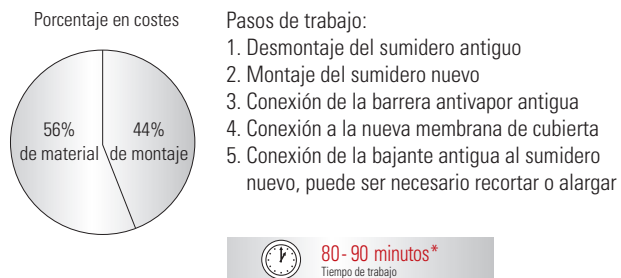 Porcentaje en costes
56%
de material
44%
de montaje
Pasos de trabajo:
1. Desmontaje del sumidero antiguo
2. Montaje del sumidero nuevo
3. Conexión de la barrera antivapor antigua
4. Conexión a la nueva membrana de cubierta
5. Conexión de la bajante antigua al sumidero
nuevo, puede ser necesario recortar o alargar
80- 90 minutos*
Tiempo de trabajo